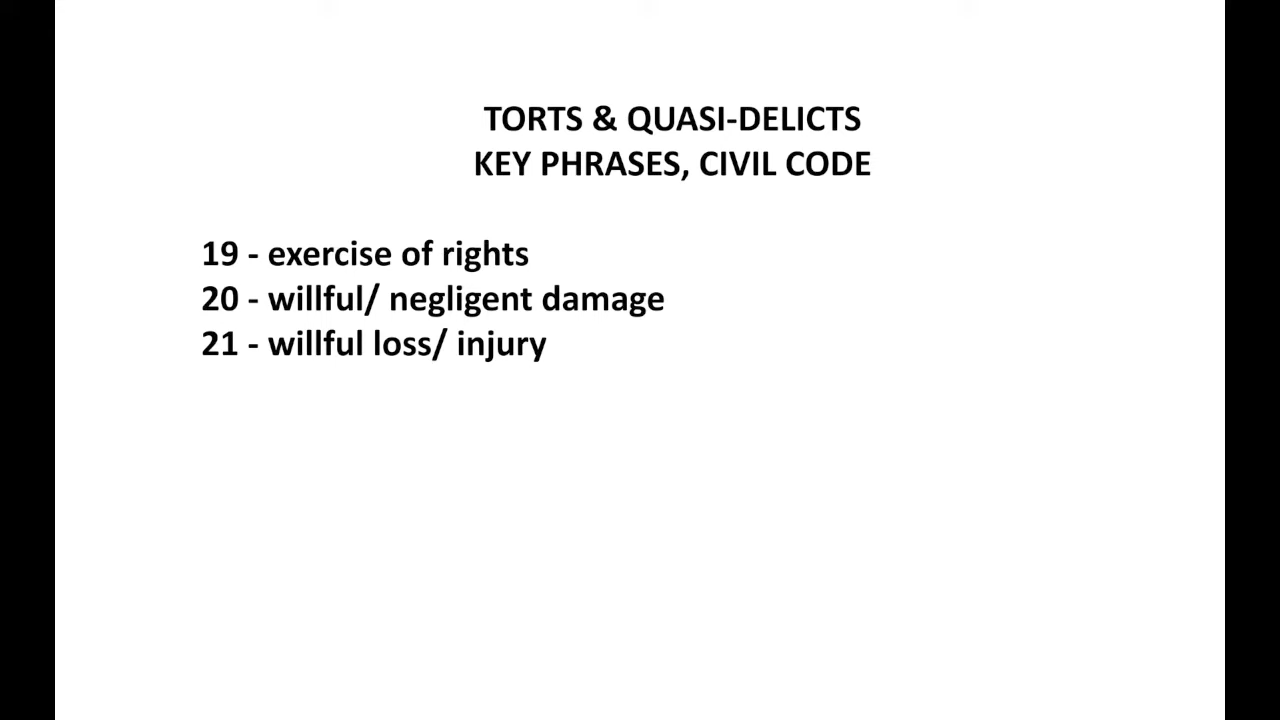 TORTS & QUASI-DELICTS
KEY PHRASES, CIVIL CODE
19 - exercise of rights
20 - willful/ negligent damage
21 - willful loss/ injury